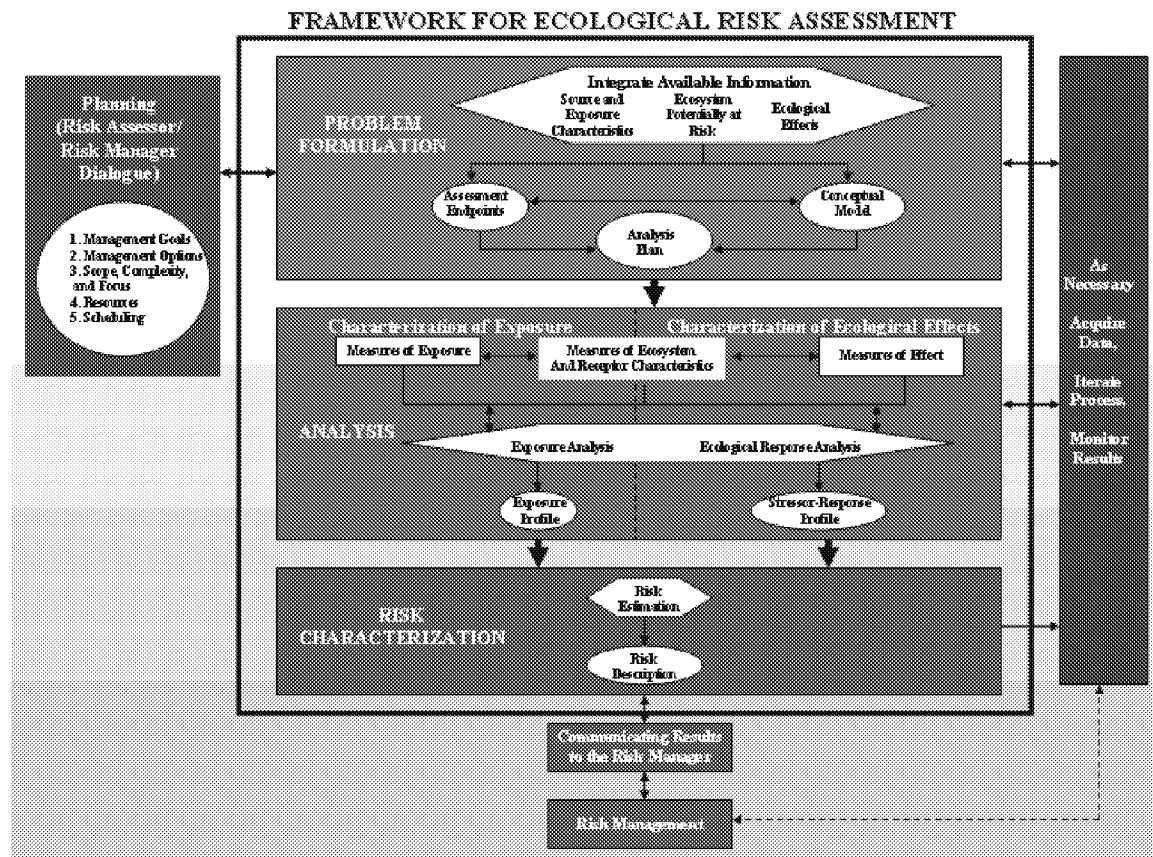 FRAMEWORK FOR ECOLOGICAL RISK ASSESSMENT
Planning
(Risk Assessor/
Risk Manager
Dialogue)
1. Management Goals
2. Management Options
3. Scope, Complexity,
and Focus
4. Resources
5. Scheduling
PROBLEM
FORMULATION
Integrate Available Information
Source and
Exposure
Characteristics
Ecosystem
Potentially at
Risk
Ecological
Effects
Assessment
Endpoints
Conceptual
Model
Analysis
Plan
Characterization of Exposure
Characterization of Ecological Effects
Measures of Exposure
Measures of Ecosystem
And Receptor Characteristics
Measures of Effect
ANALYSIS
Exposure Analysis
Ecological Response Analysis
Exposure
Profile
Stressor-Response
Profile
RISK
CHARACTERIZATION
Risk
Estimation
Risk
Description
As
Necessary
Acquire
Data,
Iterate
Process,
Monitor
Results
Communicating Results
to the Risk Manager
Risk Management